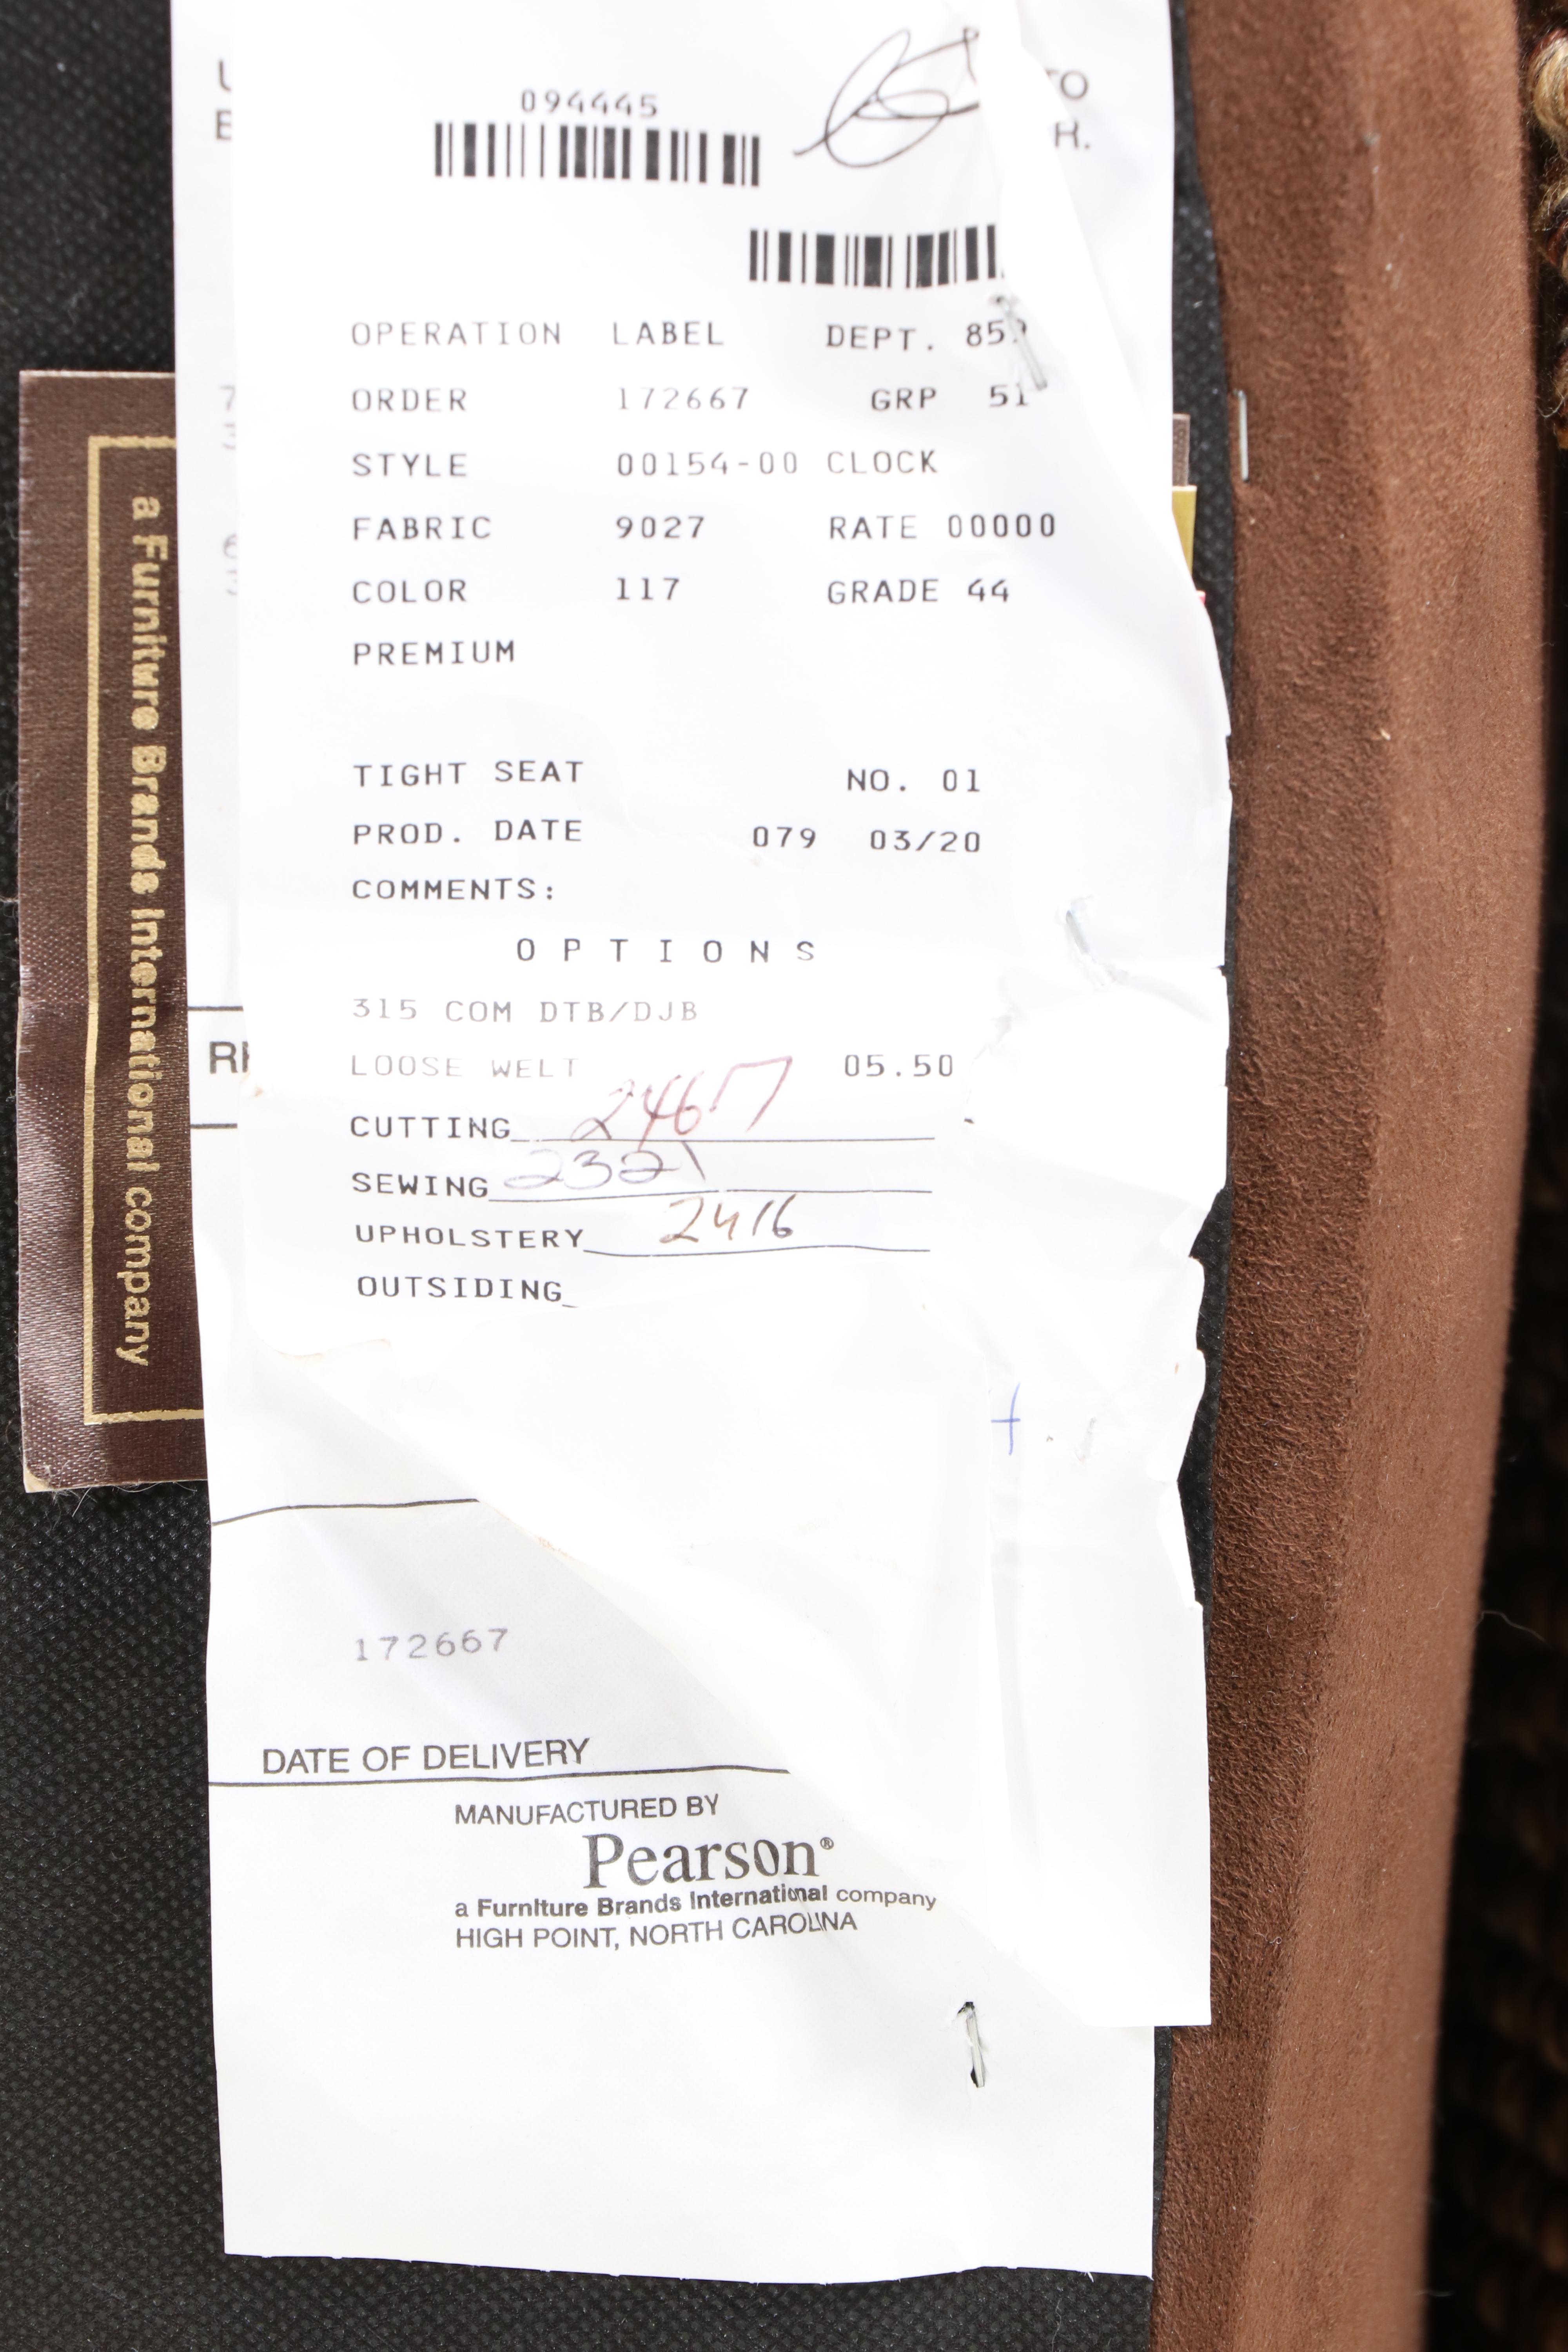 094445
TO
R.
OPERATION LABEL DEPT. 859
ORDER 172667 GRP 51
STYLE 00154-00 CLOCK
FABRIC 9027 RATE 00000
COLOR 117 GRADE 44
PREMIUM
TIGHT SEAT NO. 01
PROD. DATE 079 03/20
COMMENTS:
OPTIONS
315 COM DTB/DJB
LOOSE WELT 05.50
CUTTING 2467
SEWING 2321
UPHOLSTERY 2416
OUTSIDING
172667
DATE OF DELIVERY
MANUFACTURED BY
Pearson®
a Furniture Brands International company
HIGH POINT, NORTH CAROLINA
a Furniture Brands International company